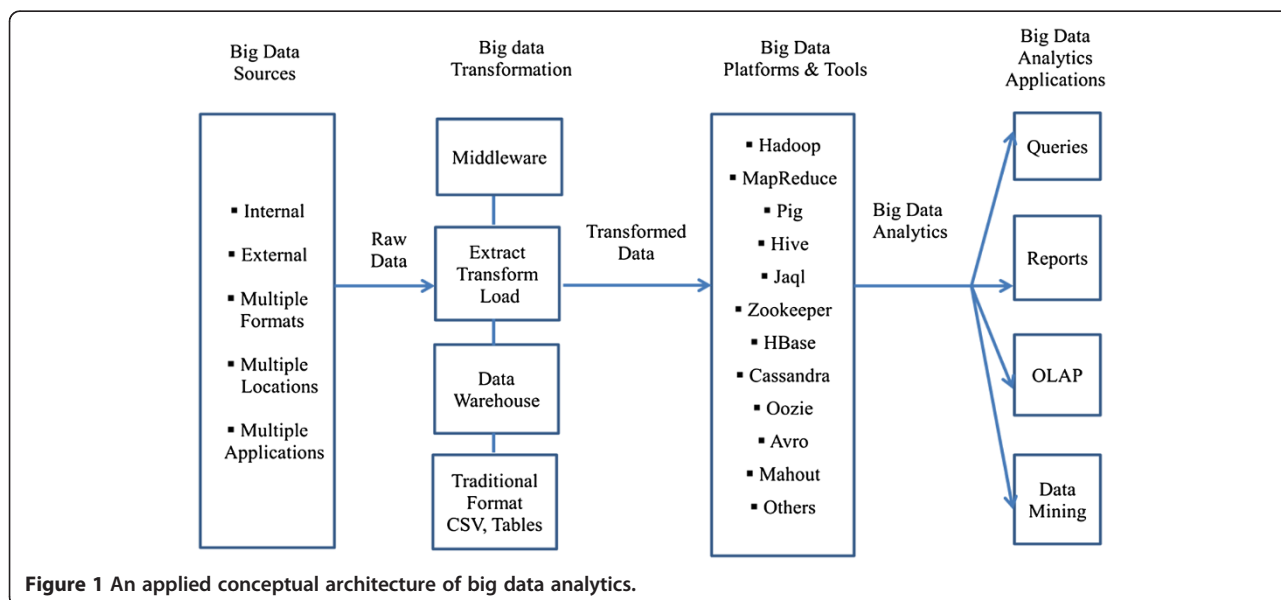 Big Data
Sources
Big data
Transformation
Big Data
Platforms & Tools
Big Data
Analytics
Applications
▪ Internal
▪ External
▪ Multiple
Formats
▪ Multiple
Locations
▪ Multiple
Applications
Raw
Data
Middleware
Extract
Transform
Load
Data
Warehouse
Traditional
Format
CSV, Tables
Transformed
Data
▪ Hadoop
▪ MapReduce
▪ Pig
▪ Hive
▪ Jaql
▪ Zookeeper
▪ HBase
▪ Cassandra
▪ Oozie
▪ Avro
▪ Mahout
▪ Others
Big Data
Analytics
Queries
Reports
OLAP
Data
Mining
Figure 1 An applied conceptual architecture of big data analytics.